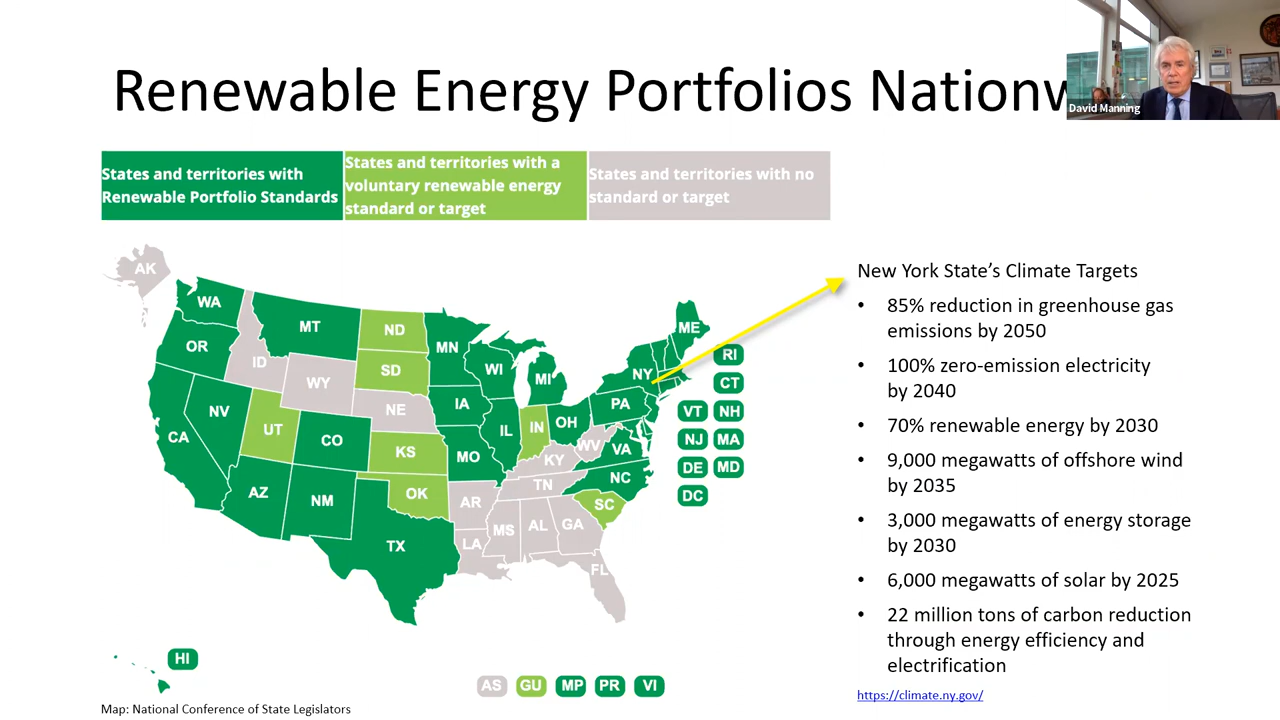 Renewable Energy Portfolios Nationw
David Manning
States and territories with
Renewable Portfolio Standards
States and territories with a
voluntary renewable energy
standard or target
States and territories with no
standard or target
AK
WA
MT
ND
MN
ME
OR
ID
SD
WI
MI
NY
RI
WY
CT
NV
NE
IA
PA
VT
NH
UT
CO
IL
IN
OH
NJ
MA
CA
KS
MO
WV
VA
KY
DE
MD
AZ
NM
OK
AR
TN
NC
DC
SC
TX
LA
MS
AL
GA
FL
HI
AS
GU
MP
PR
VI
New York State’s Climate Targets
• 85% reduction in greenhouse gas
emissions by 2050
• 100% zero-emission electricity
by 2040
• 70% renewable energy by 2030
• 9,000 megawatts of offshore wind
by 2035
• 3,000 megawatts of energy storage
by 2030
• 6,000 megawatts of solar by 2025
• 22 million tons of carbon reduction
through energy efficiency and
electrification
https://climate.ny.gov/
Map: National Conference of State Legislators